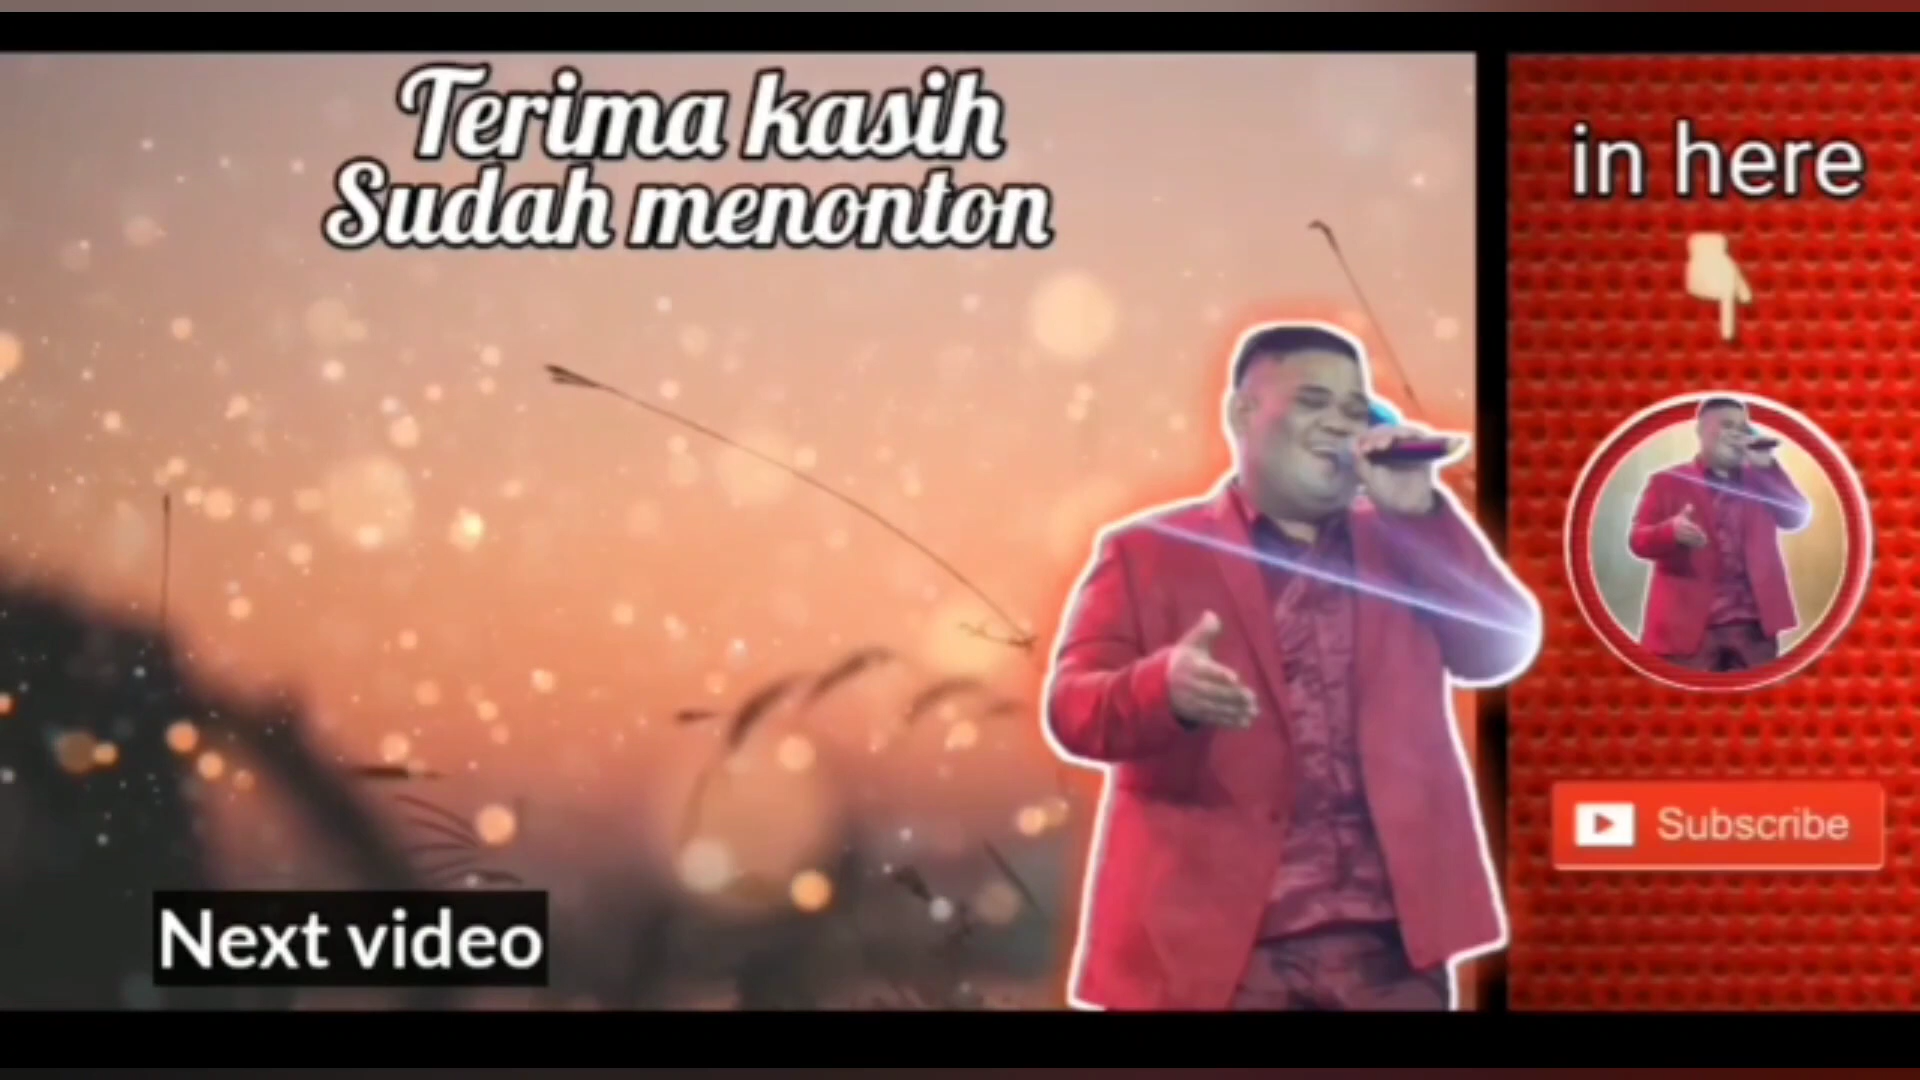 Terima kasih
Sudah menonton
in here
Subscribe
Next video